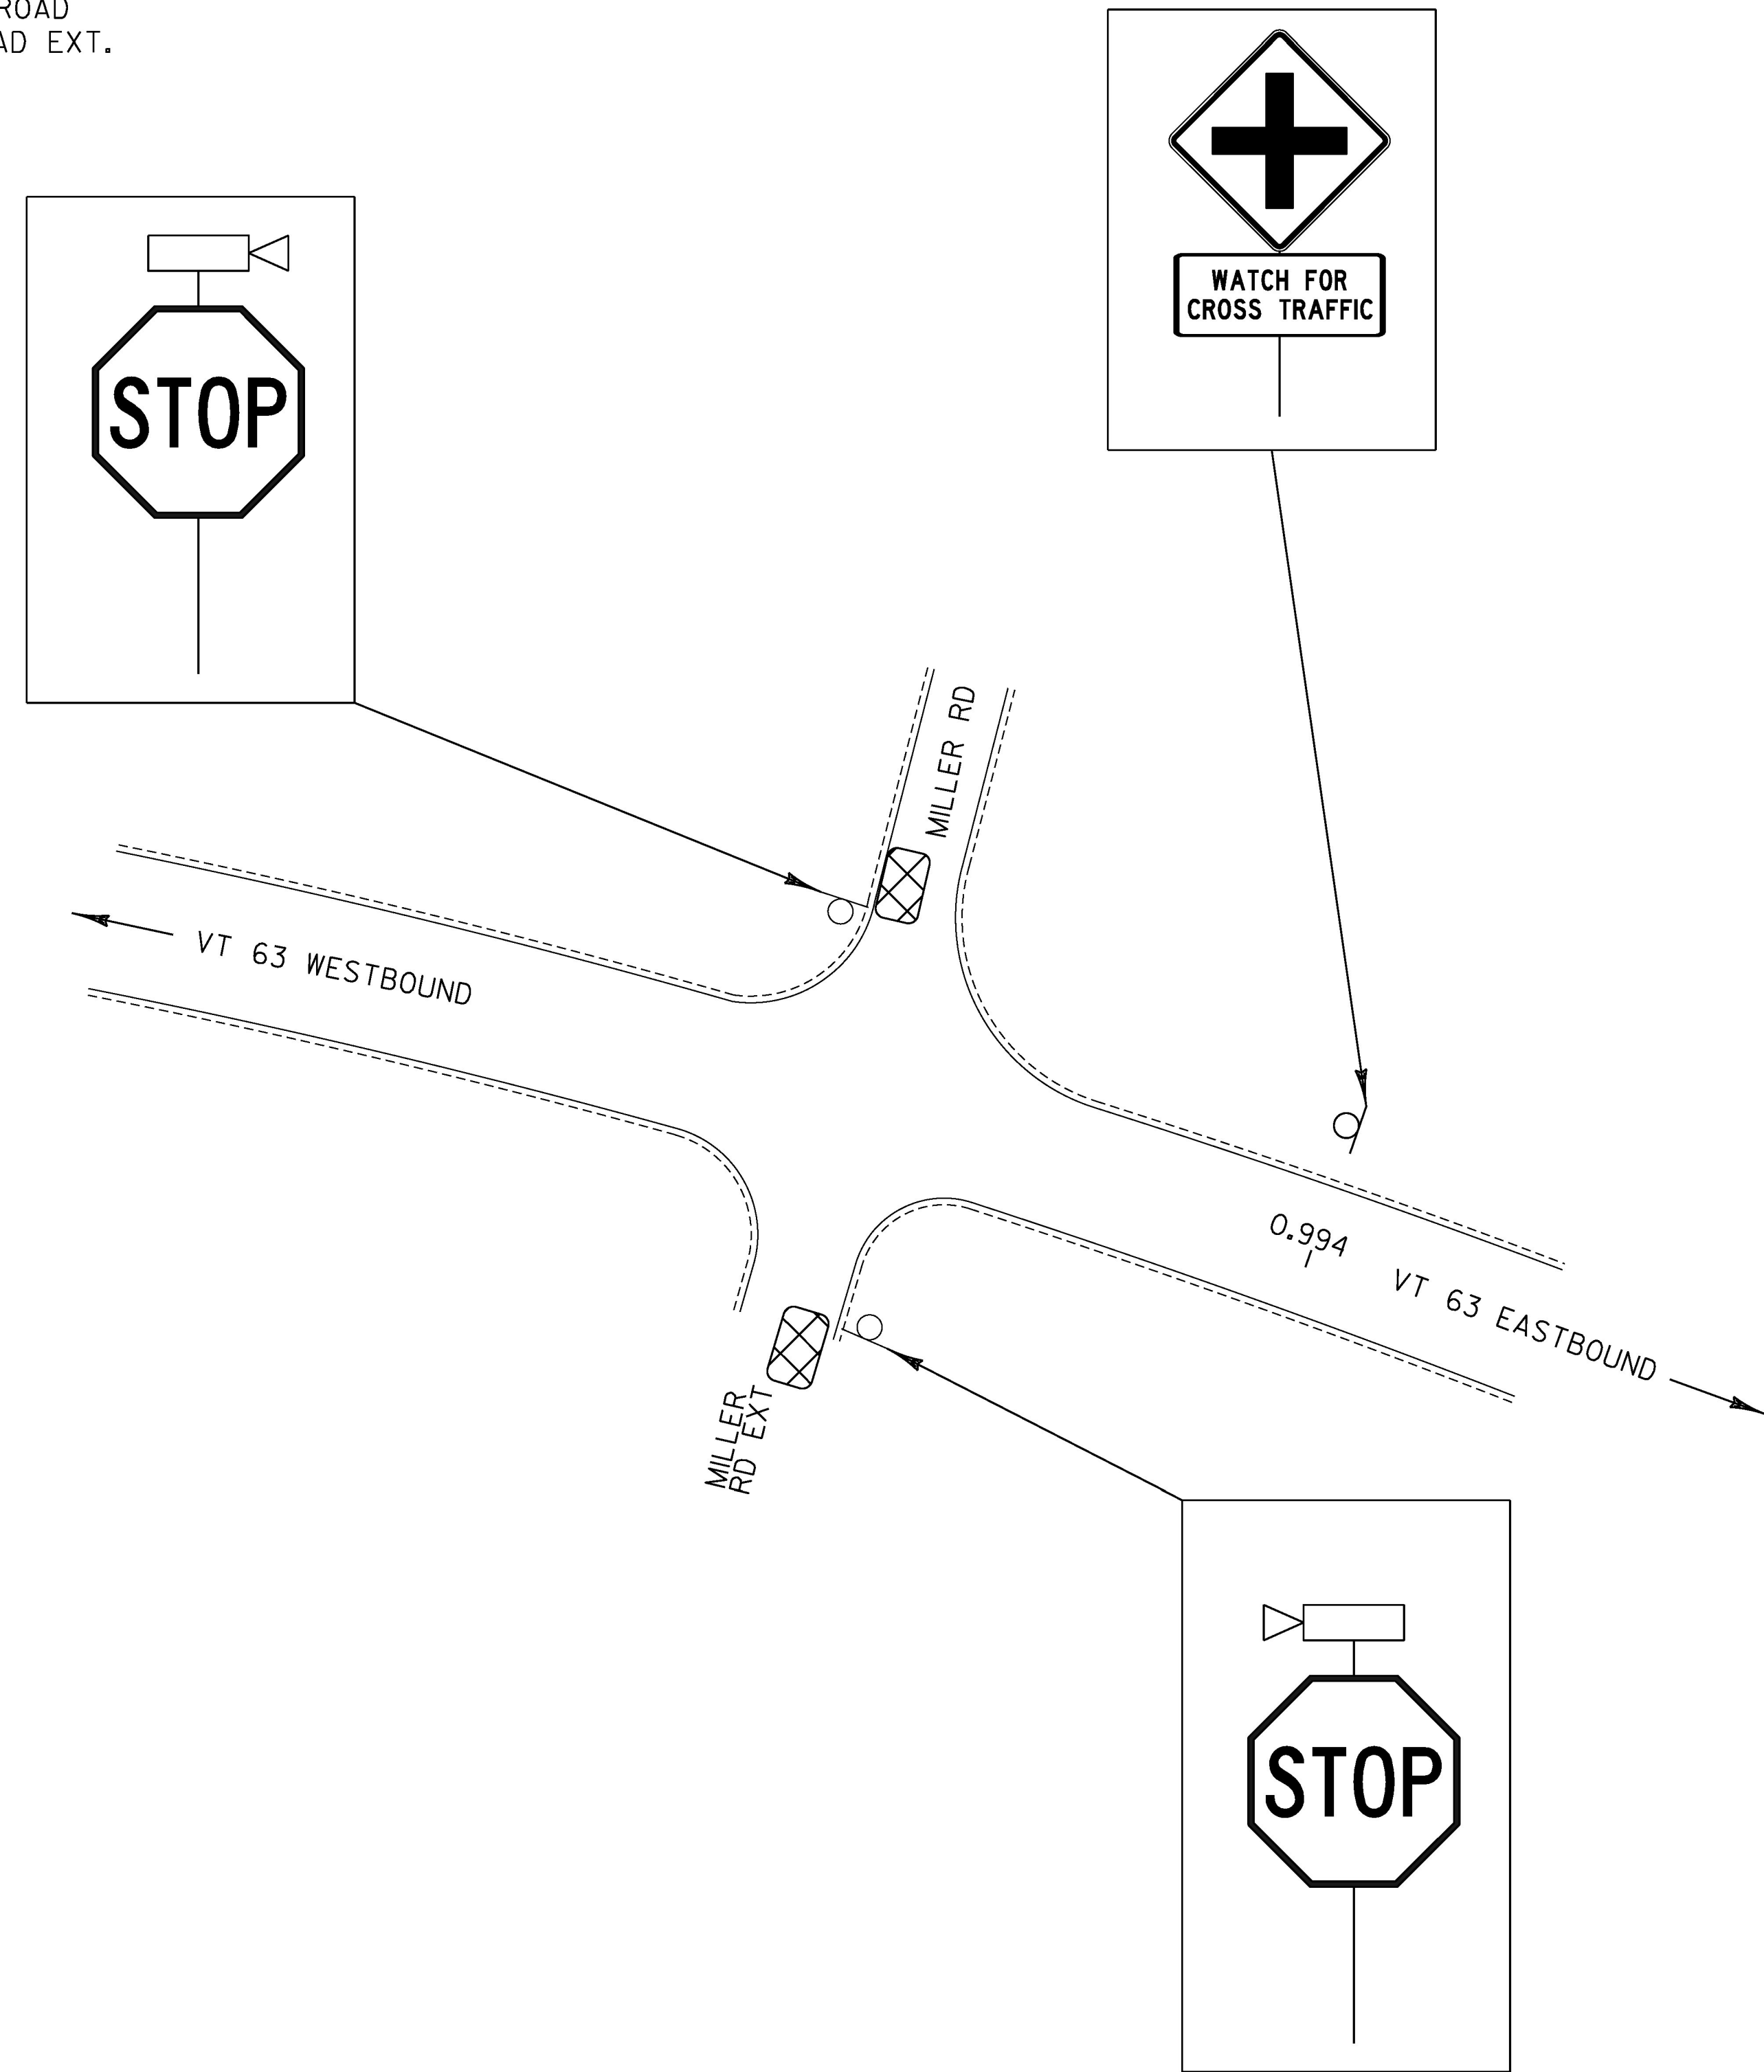 ROAD
AD EXT.
WATCH FOR
CROSS TRAFFIC
STOP
MILLER RD
VT 63 WESTBOUND
0.994
VT 63 EASTBOUND
MILLER
RD EXT
STOP